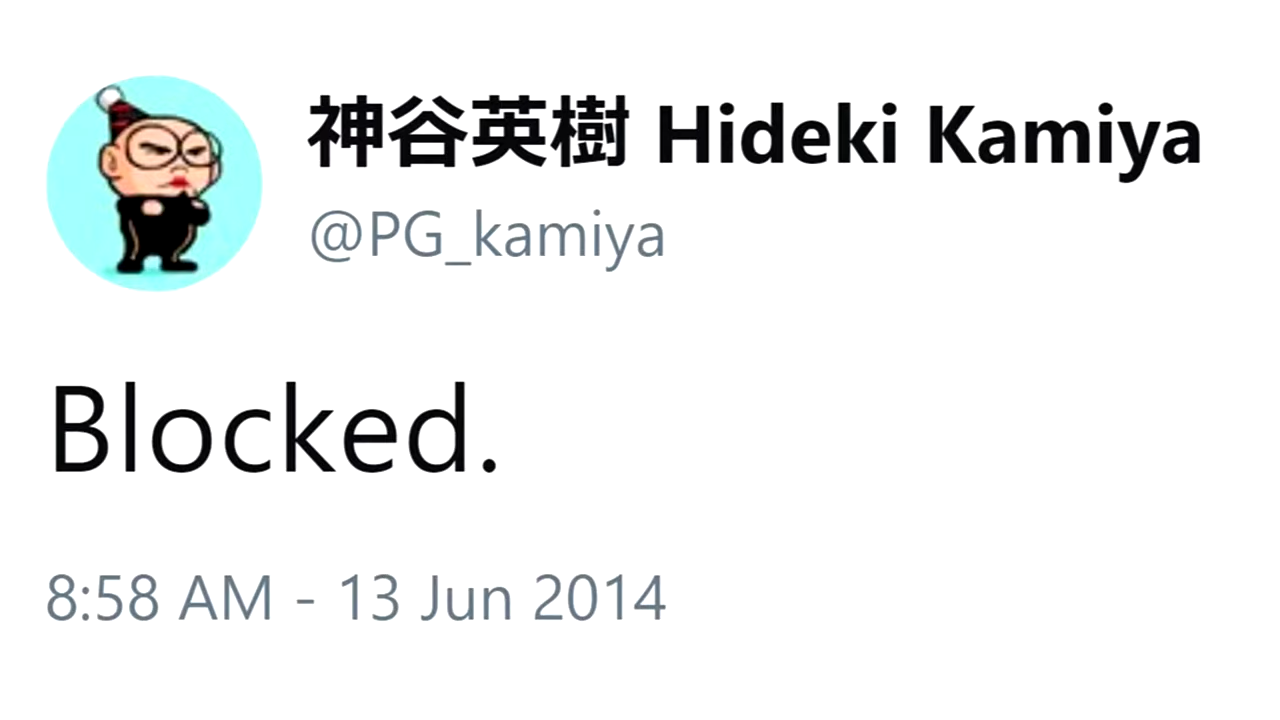 神谷英樹 Hideki Kamiya
@PG_kamiya
Blocked.
8:58 AM - 13 Jun 2014